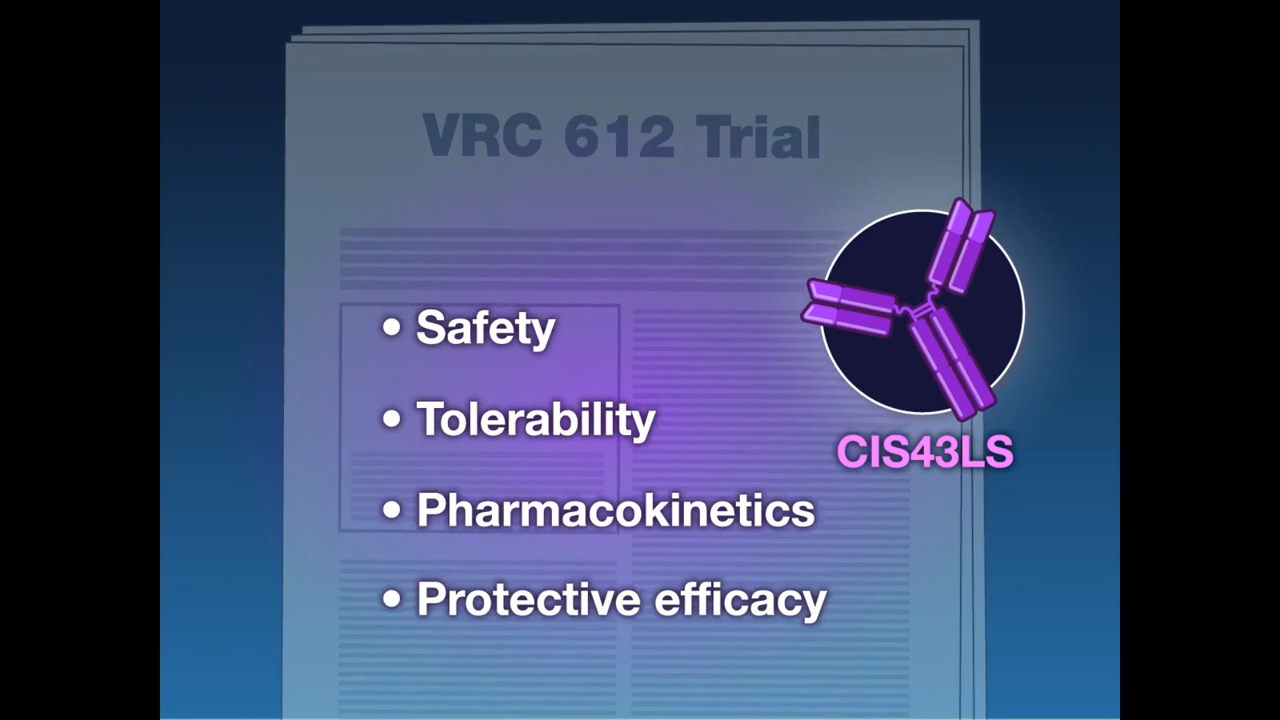 VRC 612 Trial
• Safety
• Tolerability
• Pharmacokinetics
• Protective efficacy
CIS43LS